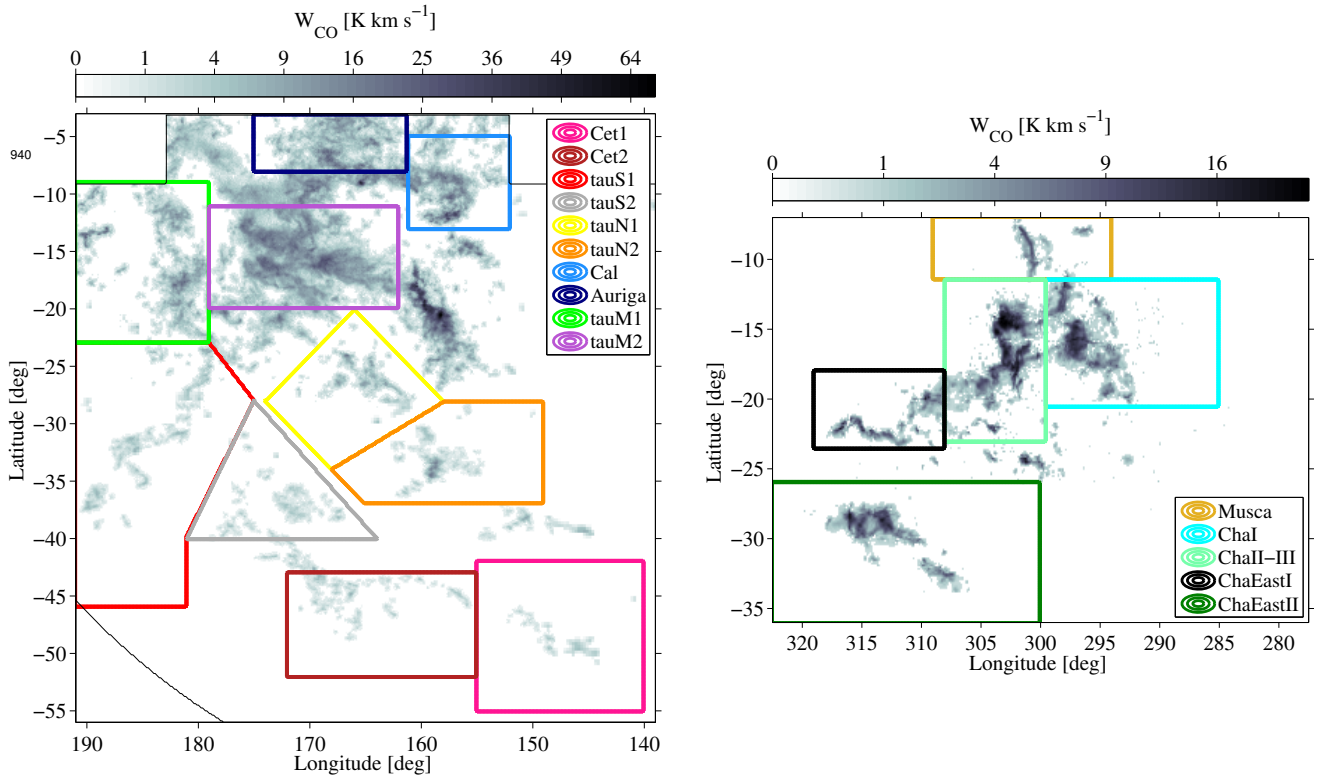 W_CO [K km s⁻¹]
0 1 4 9 16 25 36 49 64
940
−5
−10
−15
−20
−25
−30
−35
−40
−45
−50
−55
Latitude [deg]
Cet1
Cet2
tauS1
tauS2
tauN1
tauN2
Cal
Auriga
tauM1
tauM2
190 180 170 160 150 140
Longitude [deg]
W_CO [K km s⁻¹]
0 1 4 9 16
−10
−15
−20
−25
−30
−35
Latitude [deg]
Musca
ChaI
ChaII−III
ChaEastI
ChaEastII
320 315 310 305 300 295 290 285 280
Longitude [deg]